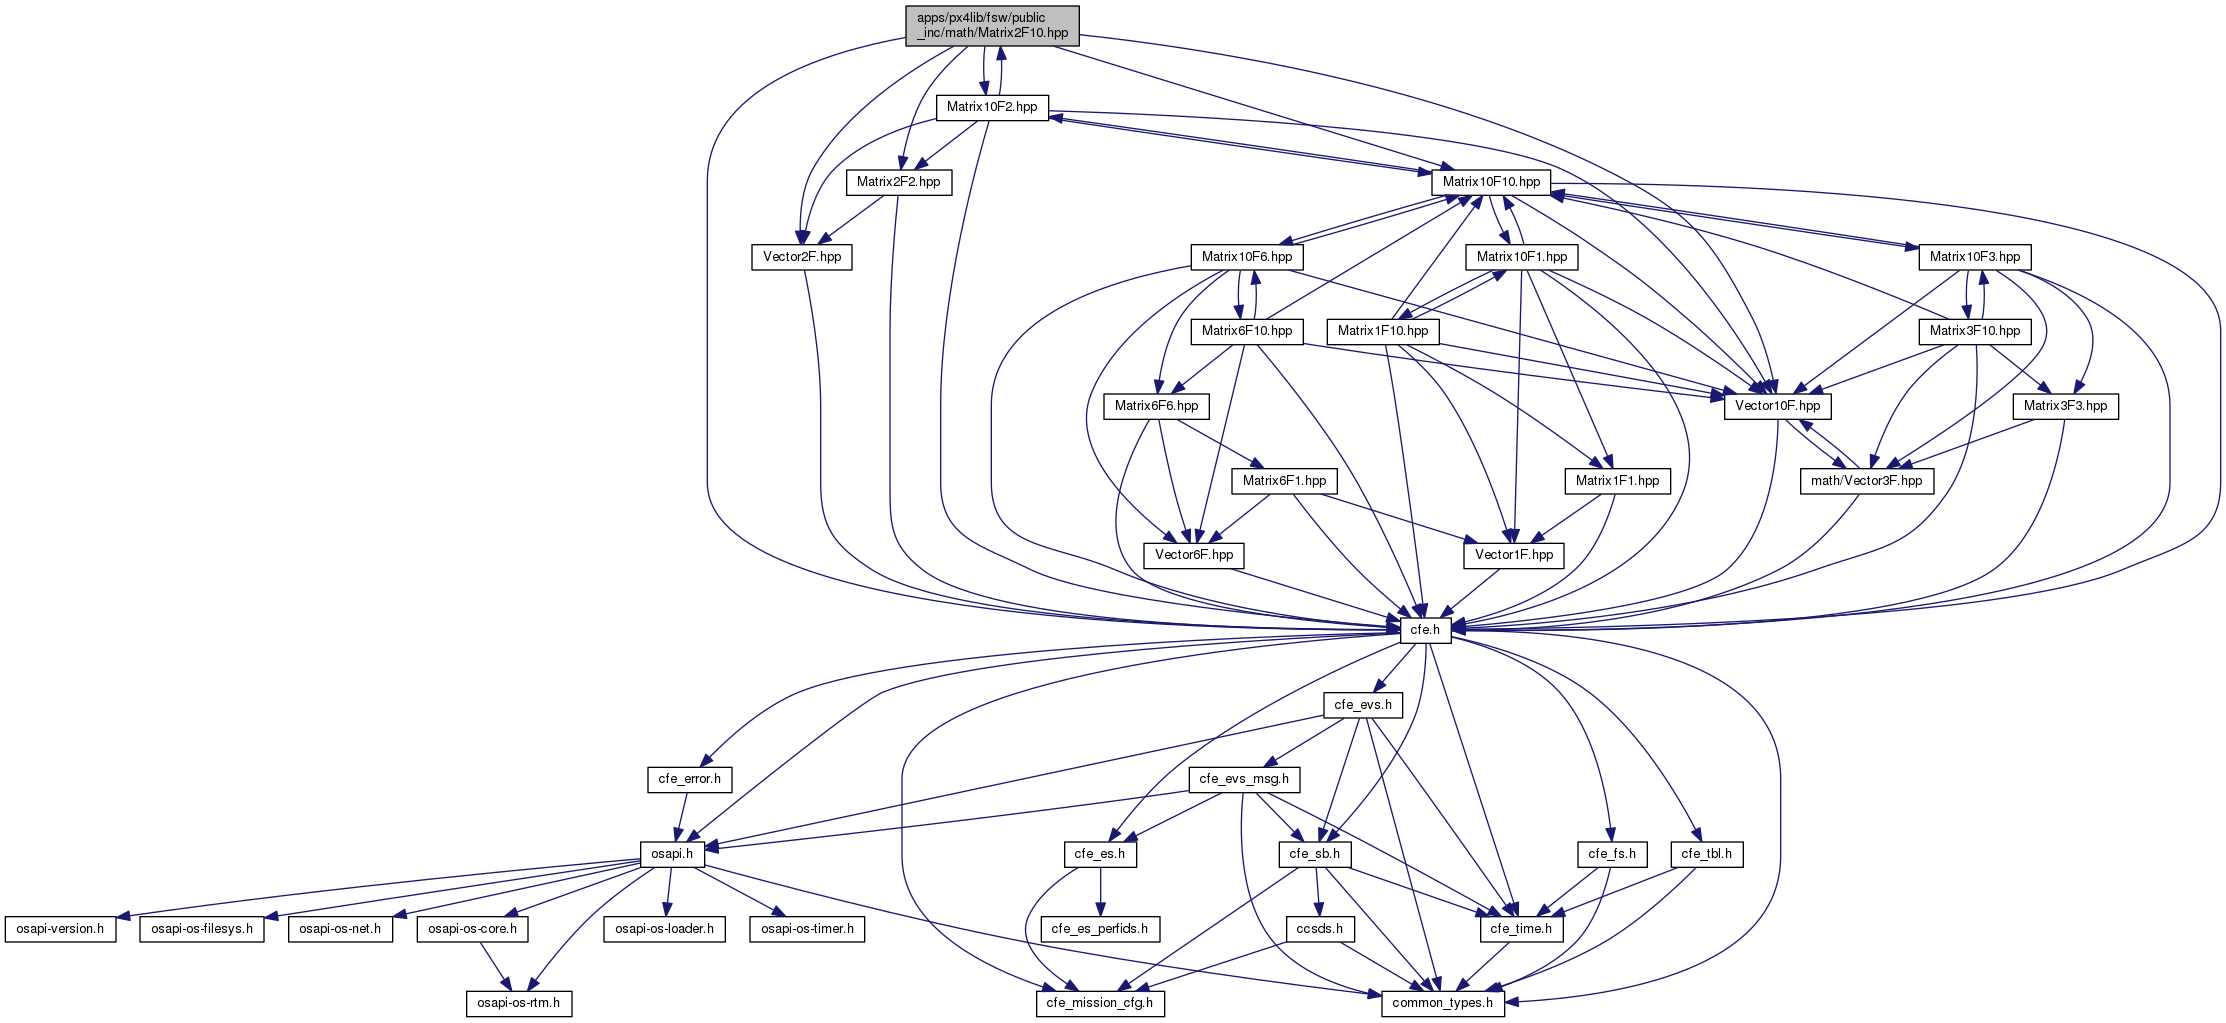 apps/px4lib/fsw/public
_inc/math/Matrix2F10.hpp
Matrix10F2.hpp
Matrix2F2.hpp
Matrix10F10.hpp
Vector2F.hpp
Matrix10F6.hpp
Matrix10F1.hpp
Matrix10F3.hpp
Matrix6F10.hpp
Matrix1F10.hpp
Matrix3F10.hpp
Matrix6F6.hpp
Vector10F.hpp
Matrix3F3.hpp
Matrix6F1.hpp
Matrix1F1.hpp
math/Vector3F.hpp
Vector6F.hpp
Vector1F.hpp
cfe.h
cfe_evs.h
cfe_error.h
cfe_evs_msg.h
osapi.h
cfe_es.h
cfe_sb.h
cfe_fs.h
cfe_tbl.h
osapi-version.h
osapi-os-filesys.h
osapi-os-net.h
osapi-os-core.h
osapi-os-loader.h
osapi-os-timer.h
cfe_es_perfids.h
ccsds.h
cfe_time.h
osapi-os-rtm.h
cfe_mission_cfg.h
common_types.h